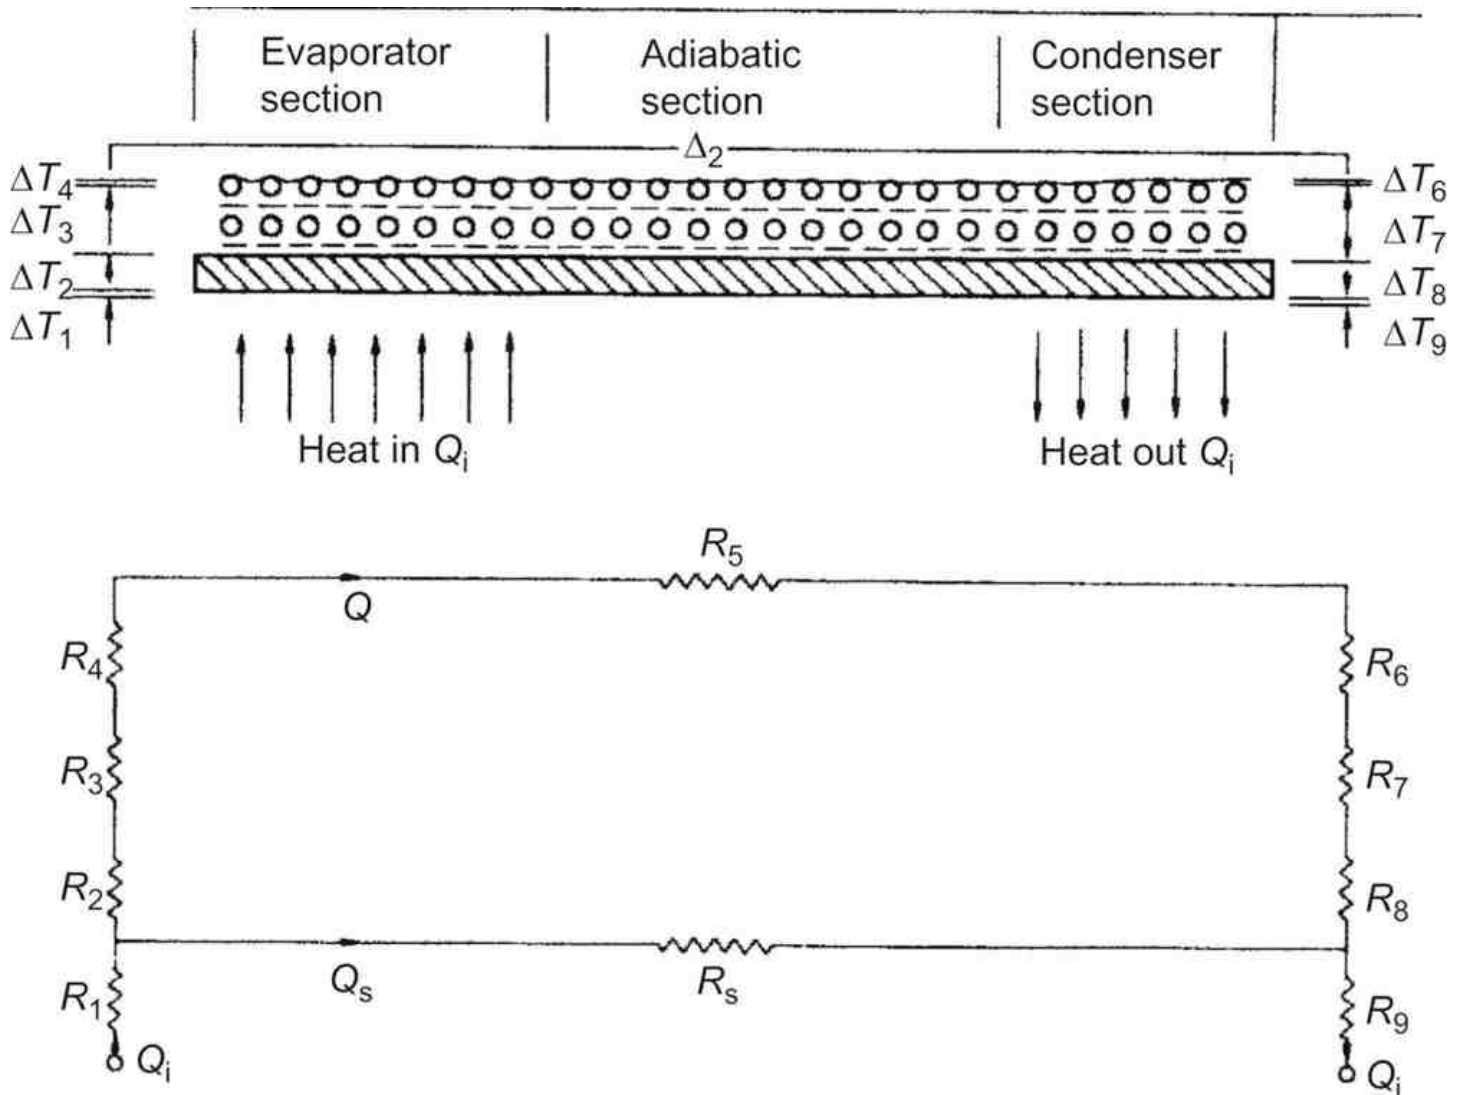 Evaporator section
Adiabatic section
Condenser section
Δ₂
ΔT₄
ΔT₃
ΔT₂
ΔT₁
ΔT₆
ΔT₇
ΔT₈
ΔT₉
Heat in Qᵢ
Heat out Qᵢ
R₅
Q
R₄
R₃
R₂
R₁
R₆
R₇
R₈
R₉
Qₛ
Rₛ
Qᵢ
Qᵢ